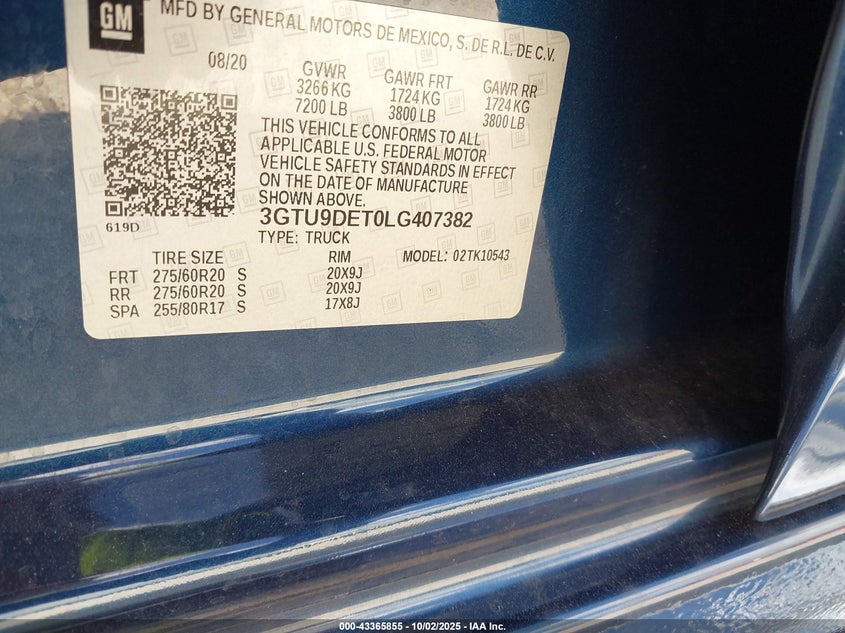 GM MFD BY GENERAL MOTORS DE MEXICO, S. DE R.L. DE C.V.
08/20 GVWR GAWR FRT GAWR RR
3266 KG 1724 KG 1724 KG
7200 LB 3800 LB 3800 LB
THIS VEHICLE CONFORMS TO ALL
APPLICABLE U.S. FEDERAL MOTOR
VEHICLE SAFETY STANDARDS IN EFFECT
ON THE DATE OF MANUFACTURE
SHOWN ABOVE.
619D
3GTU9DET0LG407382
TYPE: TRUCK MODEL: 02TK10543
TIRE SIZE RIM
FRT 275/60R20 S 20X9J
RR 275/60R20 S 20X9J
SPA 255/80R17 S 17X8J
000-43365855 - 10/02/2025 - IAA Inc.